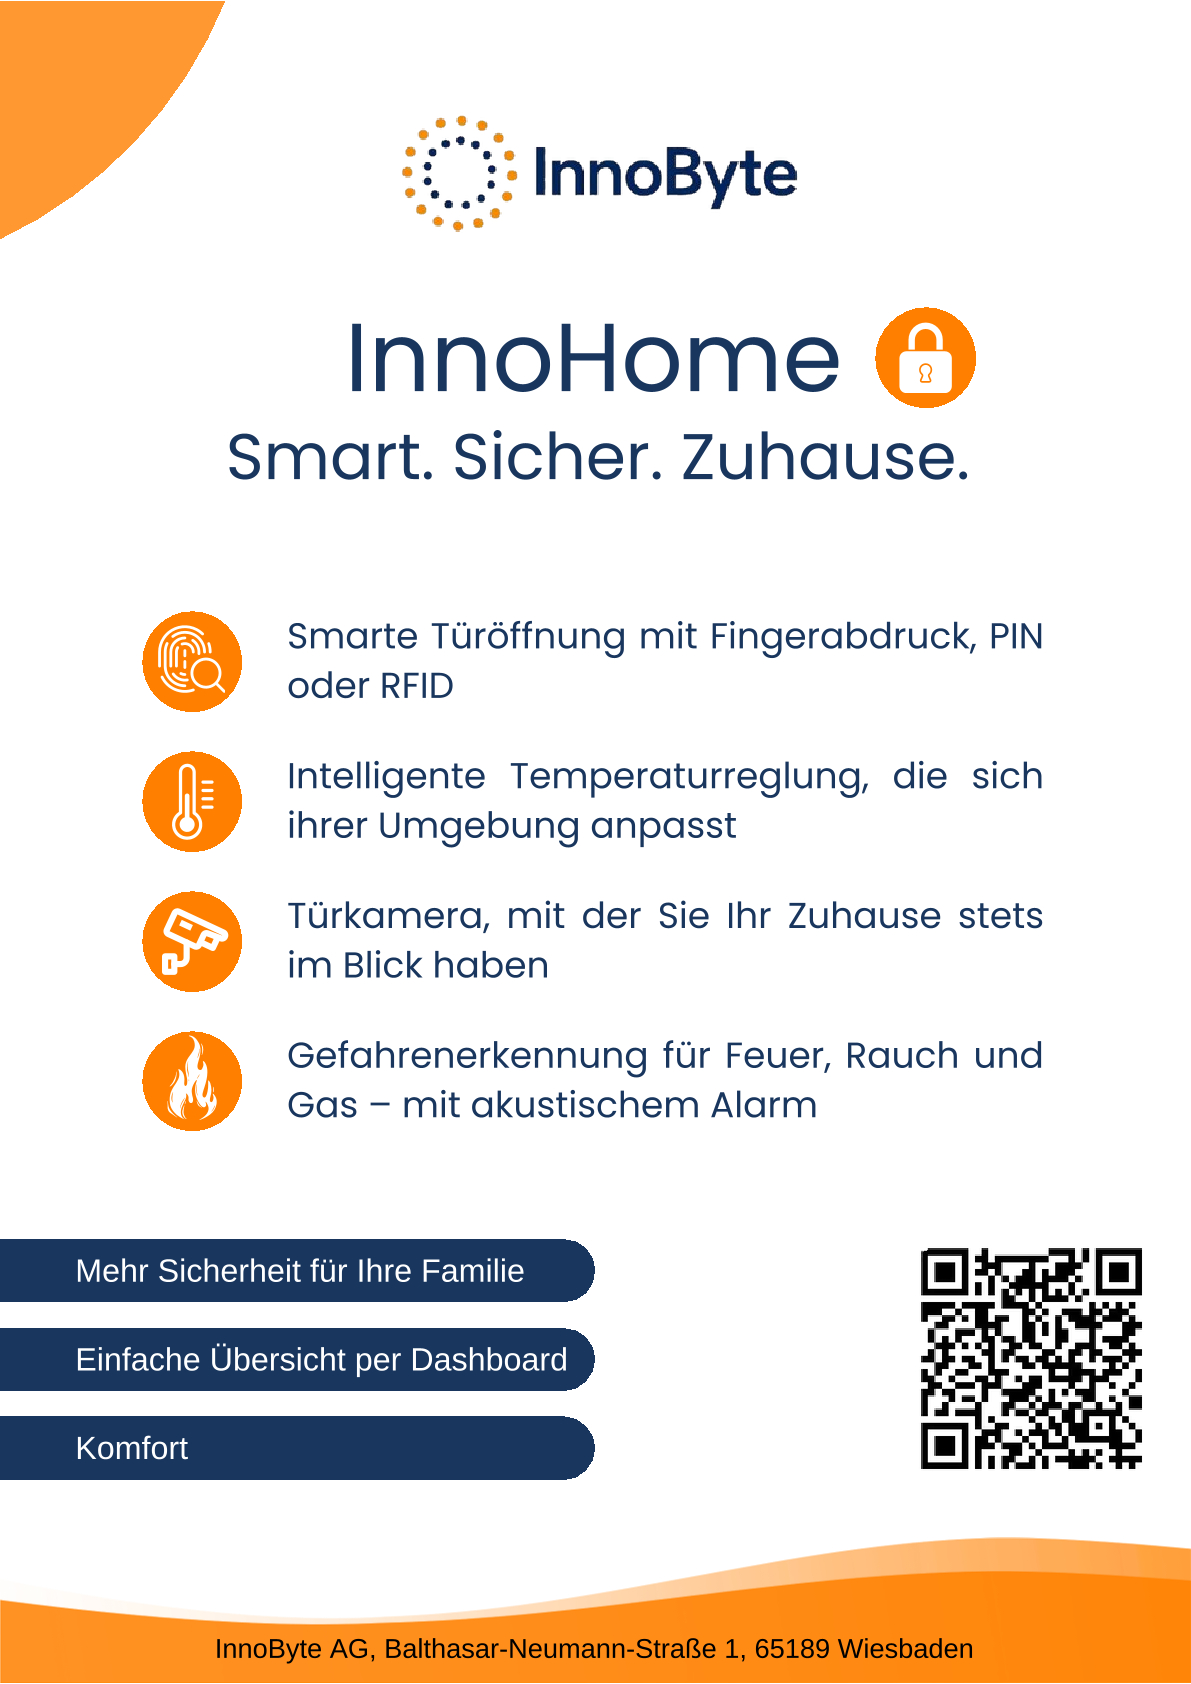 InnoByte
InnoHome
Smart. Sicher. Zuhause.
Smarte Türöffnung mit Fingerabdruck, PIN
oder RFID
Intelligente Temperaturreglung, die sich
ihrer Umgebung anpasst
Türkamera, mit der Sie Ihr Zuhause stets
im Blick haben
Gefahrenerkennung für Feuer, Rauch und
Gas – mit akustischem Alarm
Mehr Sicherheit für Ihre Familie
Einfache Übersicht per Dashboard
Komfort
InnoByte AG, Balthasar-Neumann-Straße 1, 65189 Wiesbaden